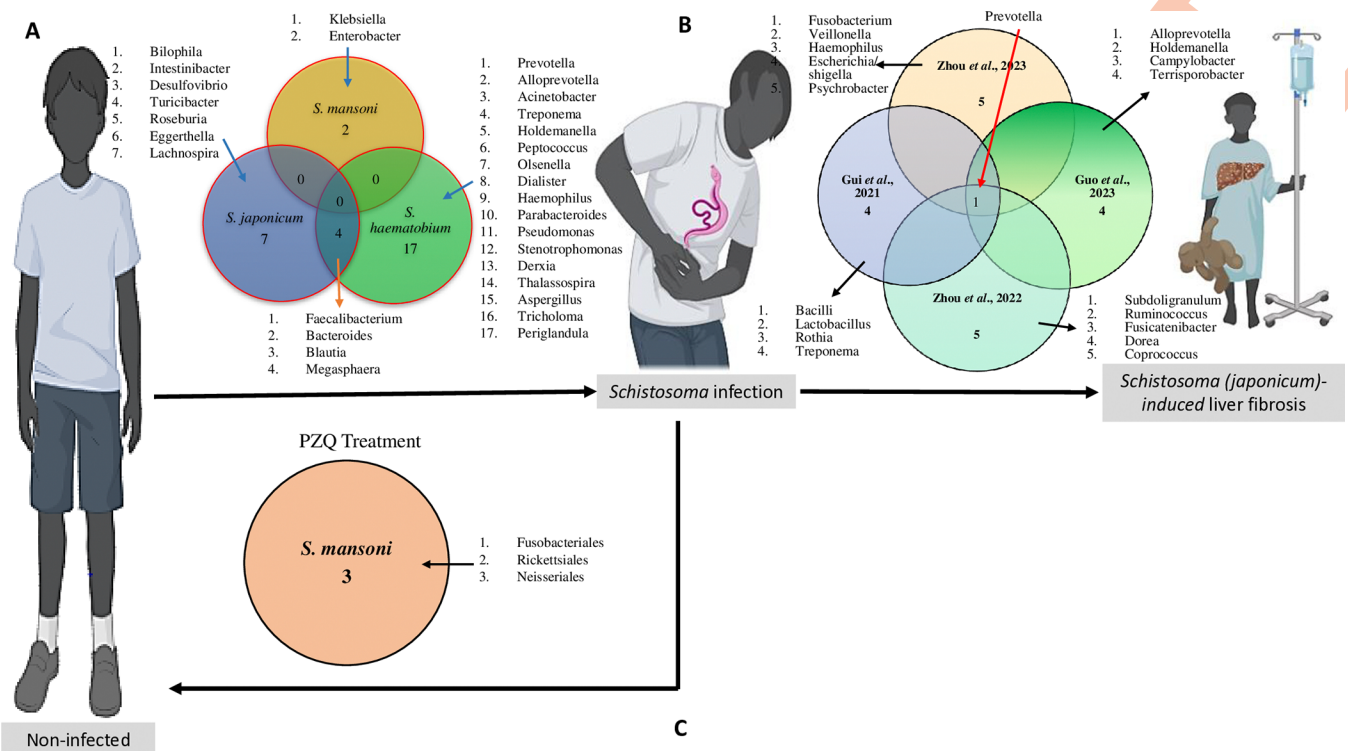 A
1. Klebsiella
2. Enterobacter
1. Bilophila
2. Intestinibacter
3. Desulfovibrio
4. Turicibacter
5. Roseburia
6. Eggerthella
7. Lachnospira
S. mansoni
2
0
0
0
S. japonicum
7
4
S.
haematobium
17
1. Prevotella
2. Alloprevotella
3. Acinetobacter
4. Treponema
5. Holdemanella
6. Peptococcus
7. Olsenella
8. Dialister
9. Haemophilus
10. Parabacteroides
11. Pseudomonas
12. Stenotrophomonas
13. Derxia
14. Thalassospira
15. Aspergillus
16. Tricholoma
17. Periglandula
1. Faecalibacterium
2. Bacteroides
3. Blautia
4. Megasphaera
B
1. Fusobacterium
2. Veillonella
3. Haemophilus
4. Escherichia/
shigella
5. Psychrobacter
Prevotella
Zhou et al., 2023
5
1. Alloprevotella
2. Holdemanella
3. Campylobacter
4. Terrisporobacter
Gui et al.,
2021
4
1
Guo et al.,
2023
4
Zhou et al., 2022
5
1. Bacilli
2. Lactobacillus
3. Rothia
4. Treponema
1. Subdoligranulum
2. Ruminococcus
3. Fusicatenibacter
4. Dorea
5. Coprococcus
Schistosoma infection
Schistosoma (japonicum)-
induced liver fibrosis
PZQ Treatment
S. mansoni
3
1. Fusobacteriales
2. Rickettsiales
3. Neisseriales
C
Non-infected